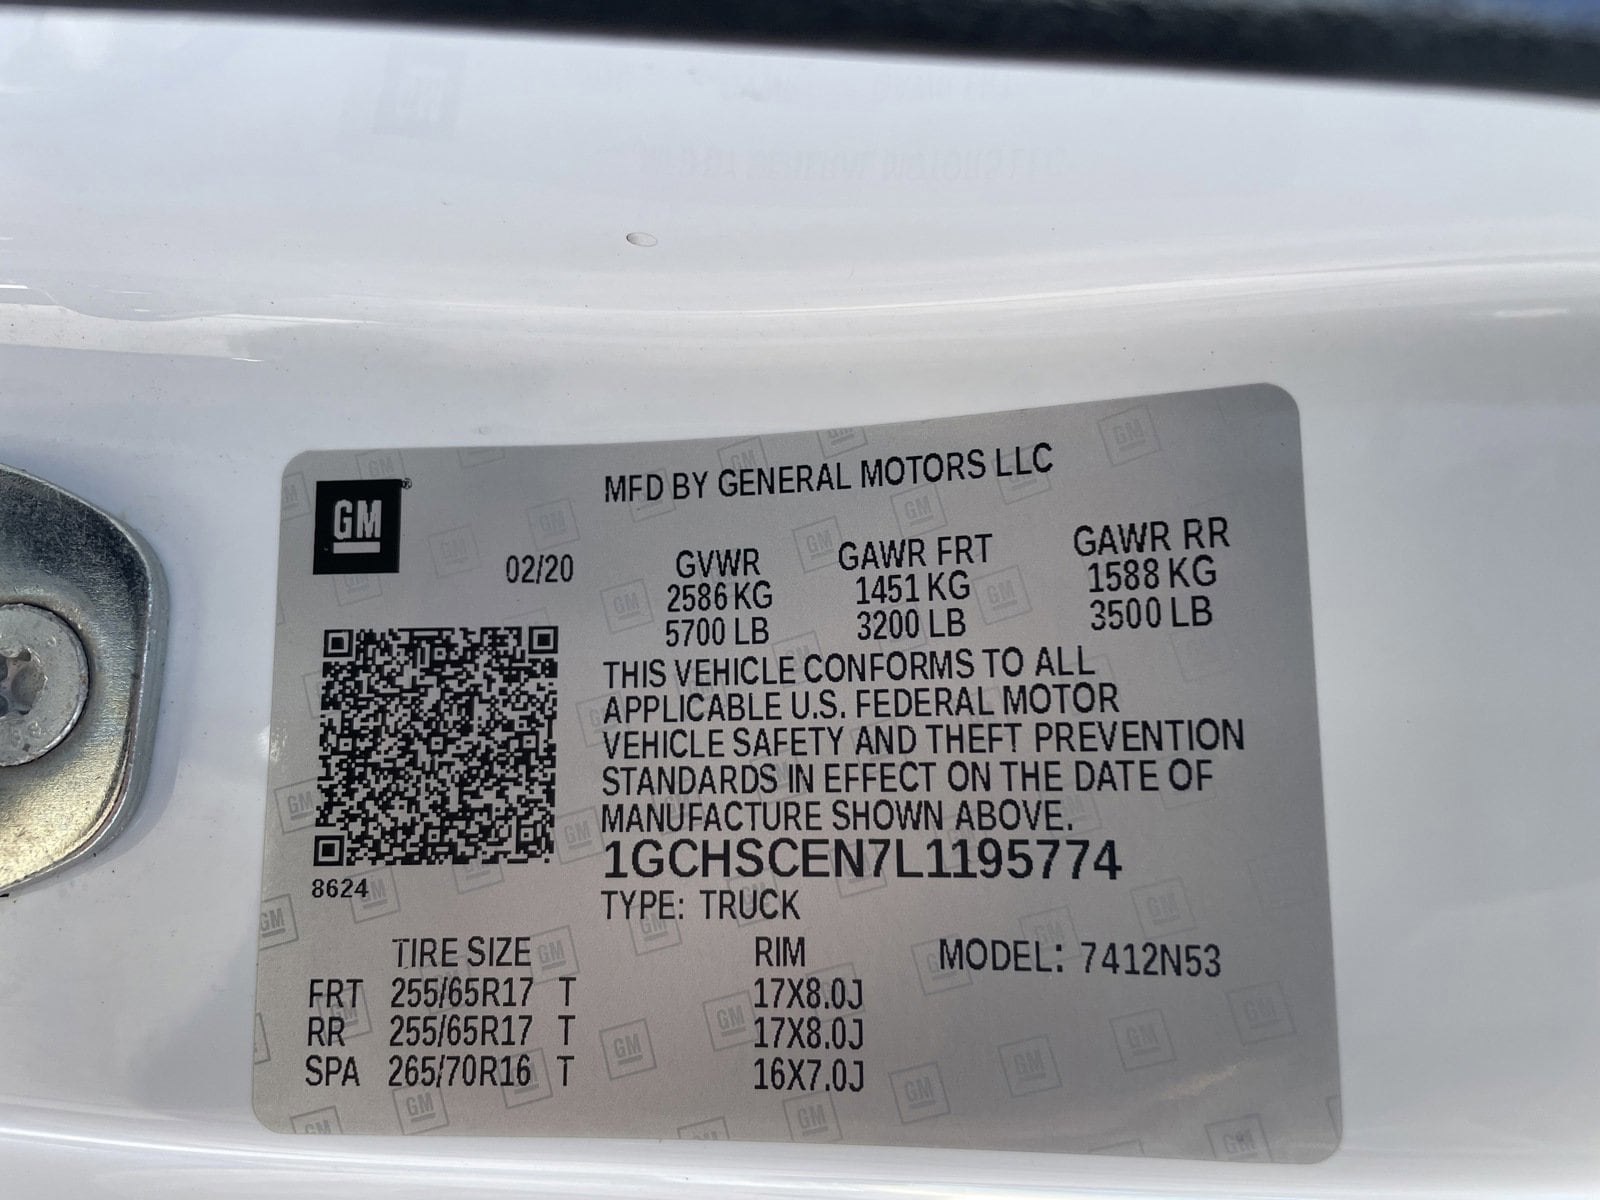 GM®
MFD BY GENERAL MOTORS LLC
02/20
GVWR GAWR FRT GAWR RR
2586 KG 1451 KG 1588 KG
5700 LB 3200 LB 3500 LB
THIS VEHICLE CONFORMS TO ALL
APPLICABLE U.S. FEDERAL MOTOR
VEHICLE SAFETY AND THEFT PREVENTION
STANDARDS IN EFFECT ON THE DATE OF
MANUFACTURE SHOWN ABOVE.
1GCHSCEN7L1195774
8624
TYPE: TRUCK
TIRE SIZE RIM MODEL: 7412N53
FRT 255/65R17 T 17X8.0J
RR 255/65R17 T 17X8.0J
SPA 265/70R16 T 16X7.0J